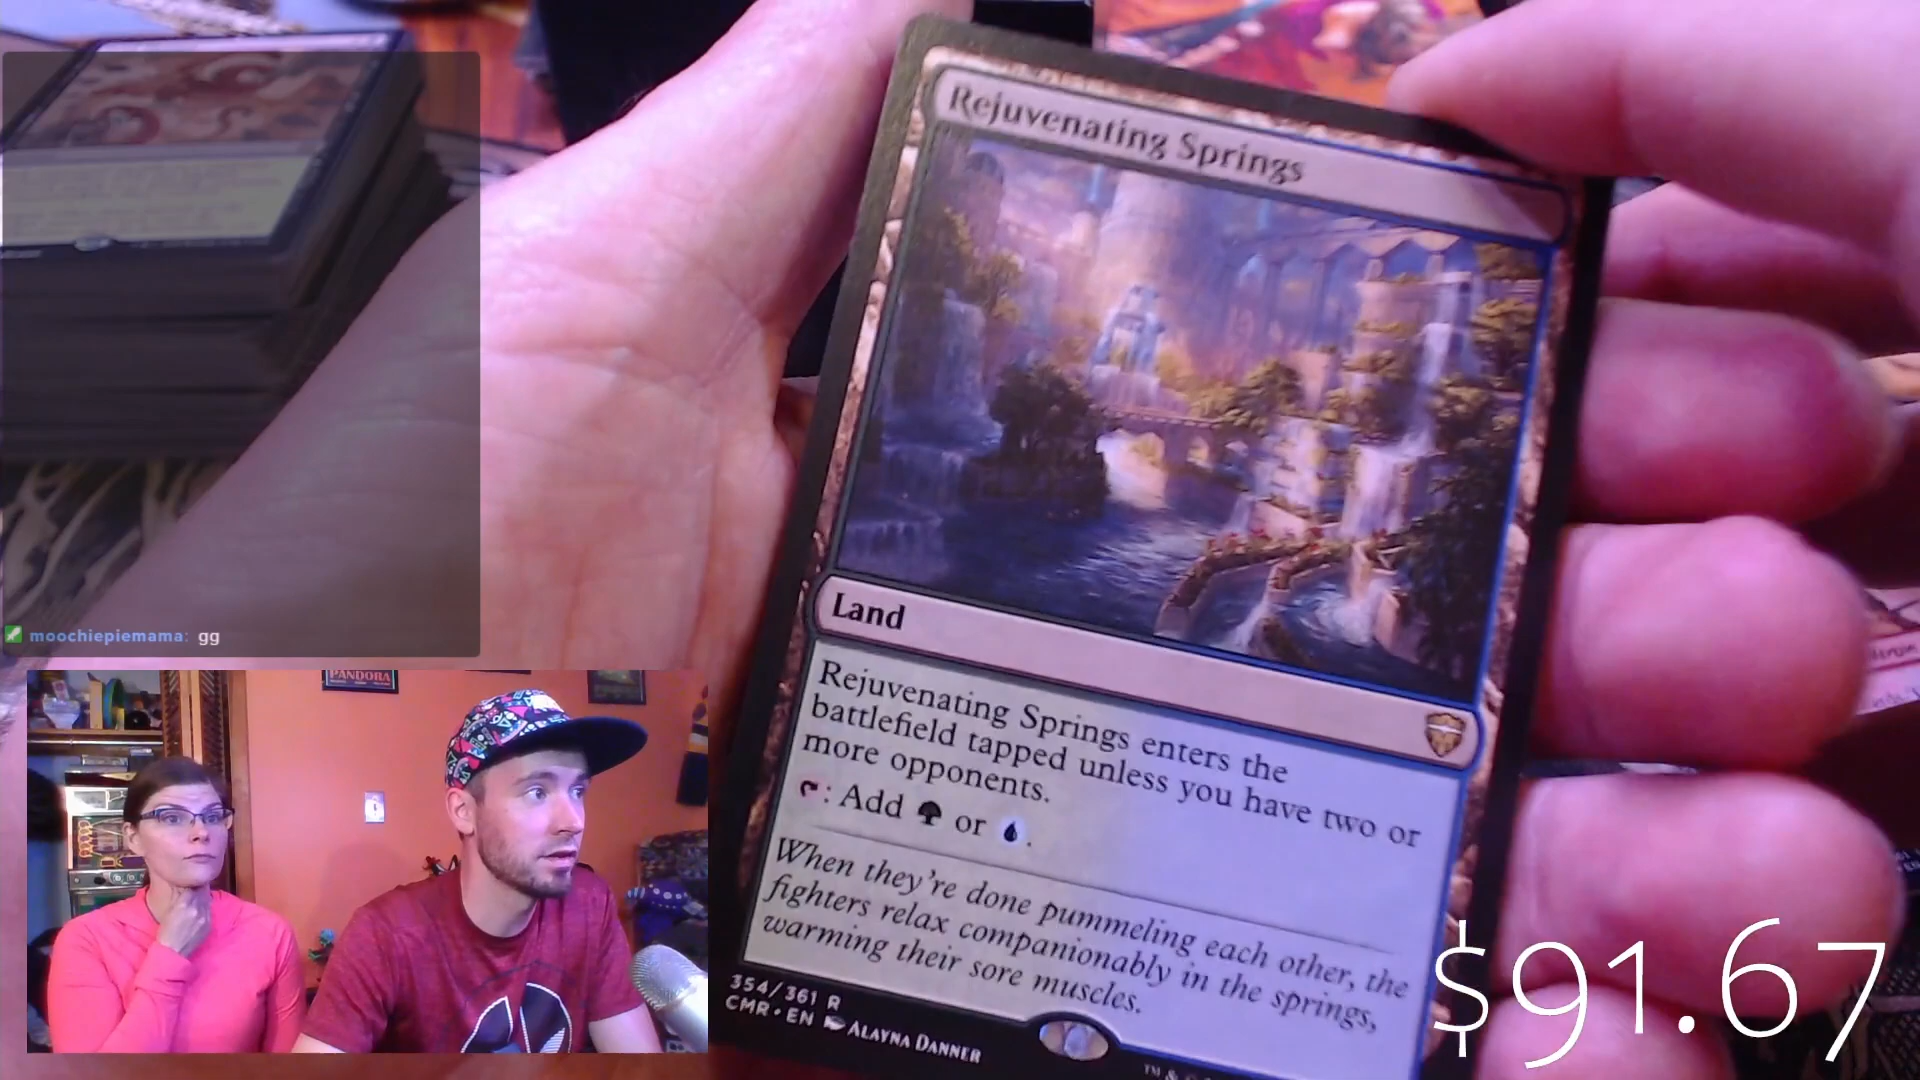 Rejuvenating Springs
Land
Rejuvenating Springs enters the
battlefield tapped unless you have two or
more opponents.
: Add or .
When they're done pummeling each other, the
fighters relax companionably in the springs,
warming their sore muscles.
354/361 R
CMR • EN ALAYNA DANNER
™ &
moochiepiemama: gg
PANDORA
$91.67